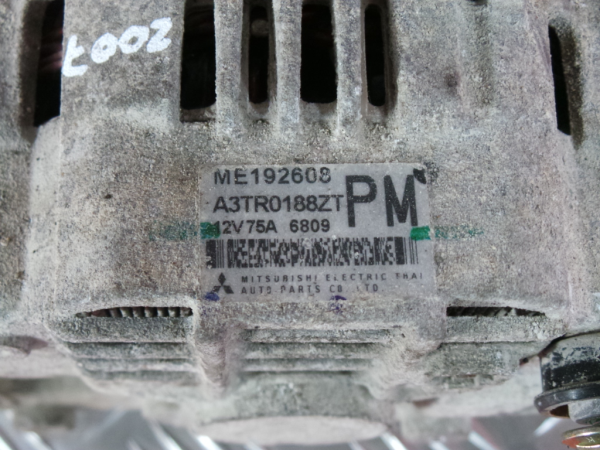 2007
ME192608
A3TR0188ZT PM
12V75A 6809
MITSUBISHI ELECTRIC THAI
AUTO PARTS CO., LTD.